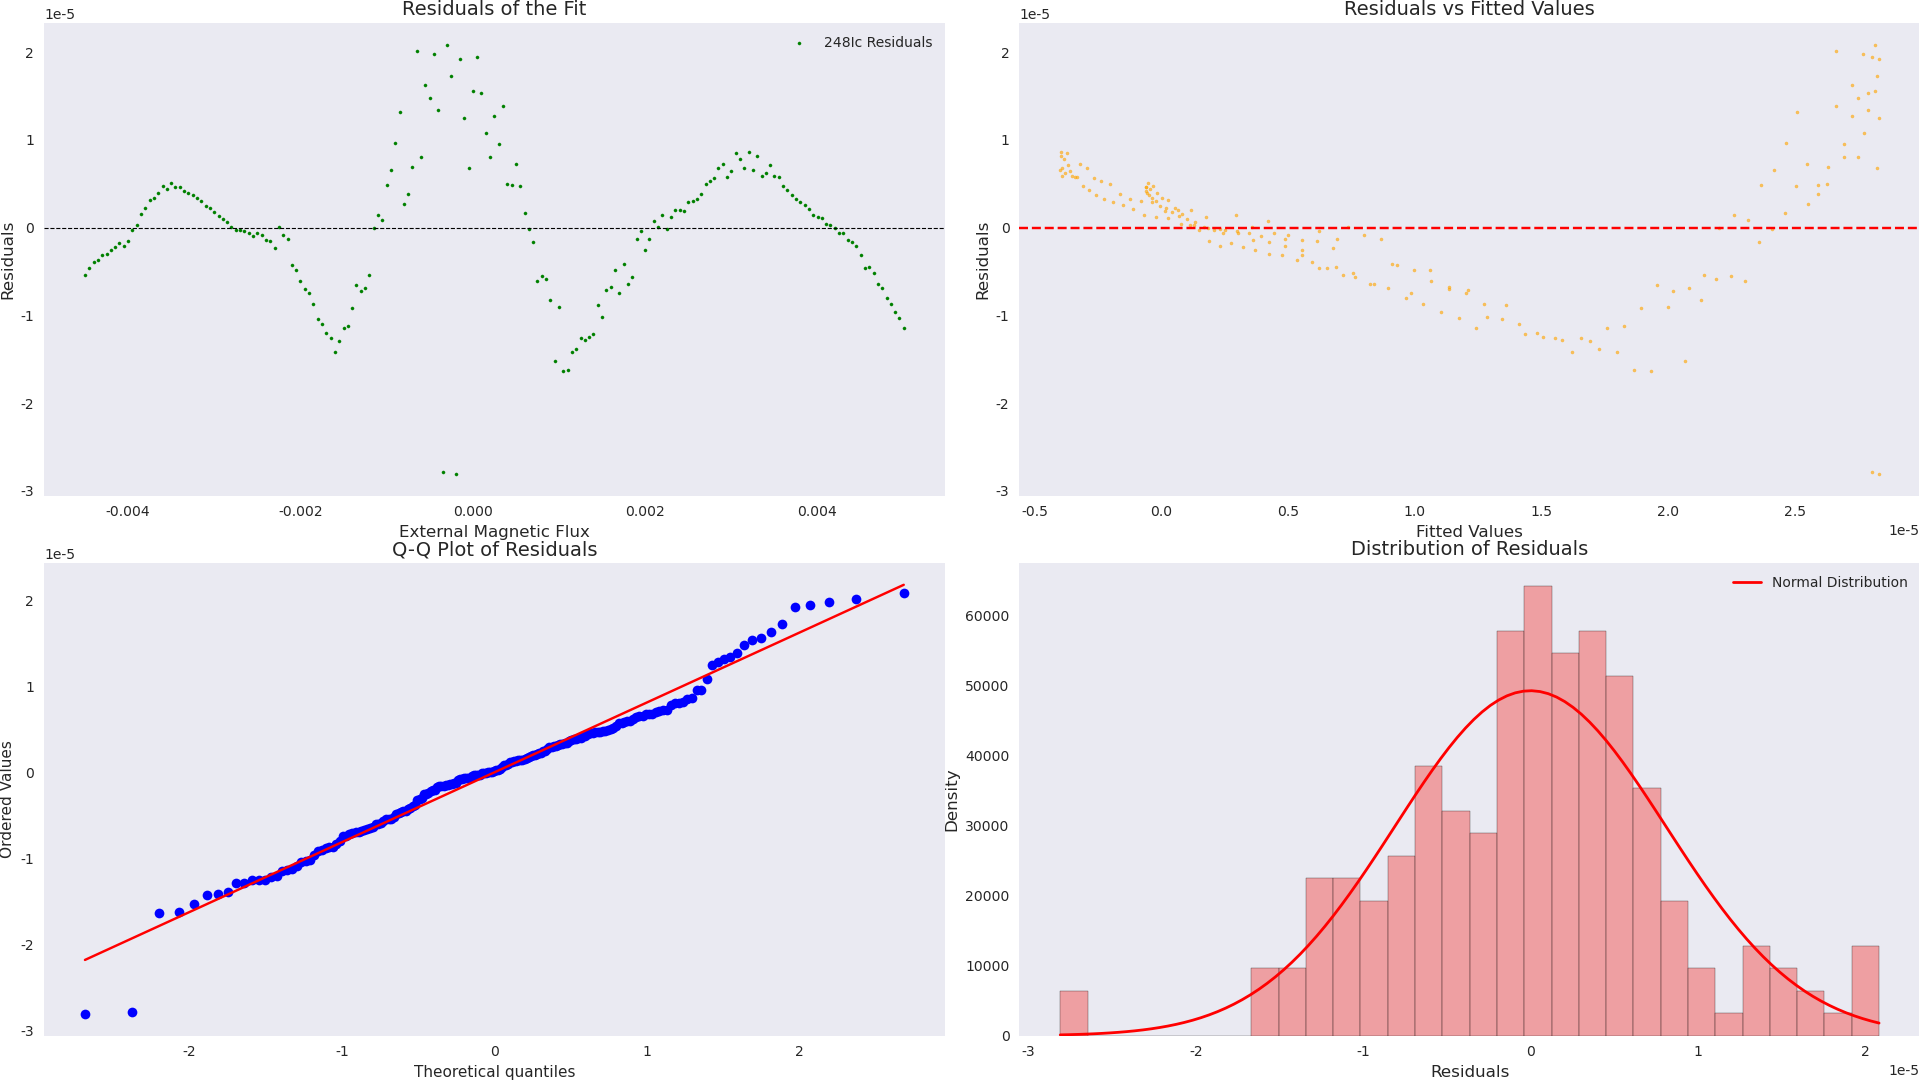 Residuals of the Fit
1e-5
248Ic Residuals
2
1
0
-1
-2
-3
Residuals
-0.004 -0.002 0.000 0.002 0.004
External Magnetic Flux
Residuals vs Fitted Values
1e-5
2
1
0
-1
-2
-3
Residuals
-0.5 0.0 0.5 1.0 1.5 2.0 2.5
1e-5
Fitted Values
Q-Q Plot of Residuals
1e-5
2
1
0
-1
-2
-3
Ordered Values
-2 -1 0 1 2
Theoretical quantiles
Distribution of Residuals
Normal Distribution
60000
50000
40000
30000
20000
10000
0
Density
-3 -2 -1 0 1 2
1e-5
Residuals